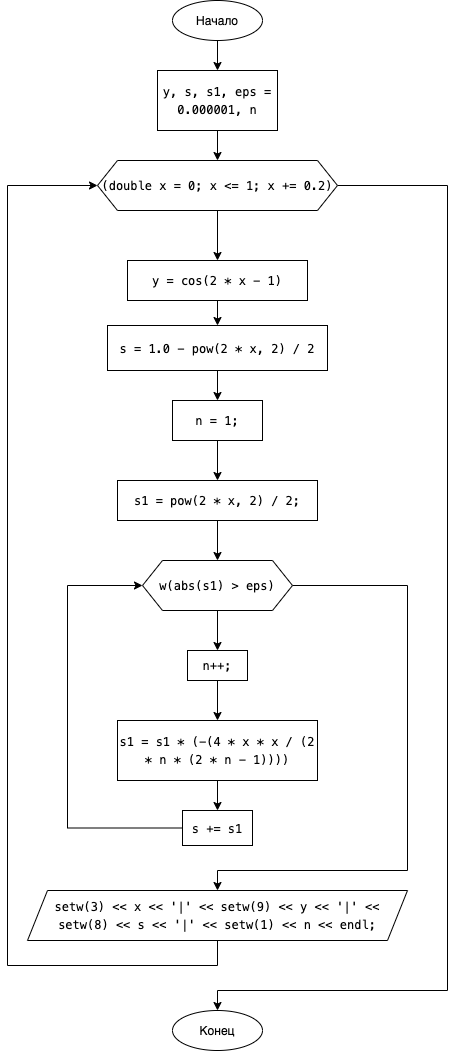 Начало
y, s, s1, eps =
0.000001, n
(double x = 0; x <= 1; x += 0.2)
y = cos(2 * x - 1)
s = 1.0 - pow(2 * x, 2) / 2
n = 1;
s1 = pow(2 * x, 2) / 2;
w(abs(s1) > eps)
n++;
s1 = s1 * (-(4 * x * x / (2
* n * (2 * n - 1))))
s += s1
setw(3) << x << '|' << setw(9) << y << '|' <<
setw(8) << s << '|' << setw(1) << n << endl;
Конец